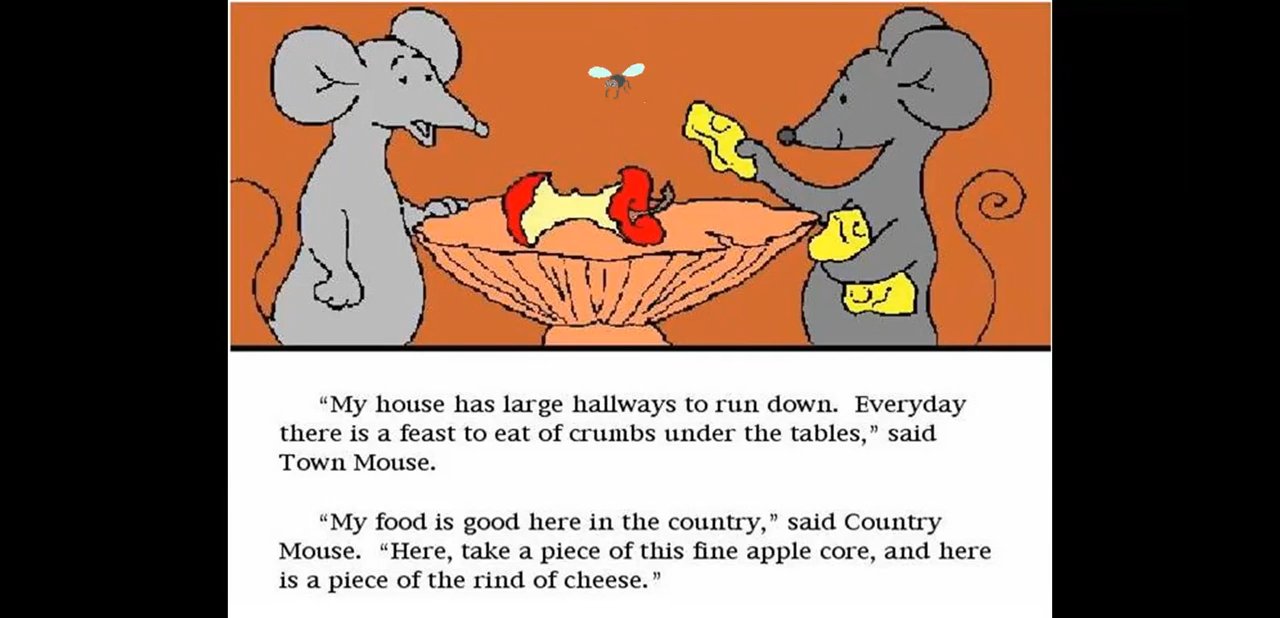 “My house has large hallways to run down.  Everyday
there is a feast to eat of crumbs under the tables,” said
Town Mouse.
“My food is good here in the country,” said Country
Mouse.  “Here, take a piece of this fine apple core, and here
is a piece of the rind of cheese.”